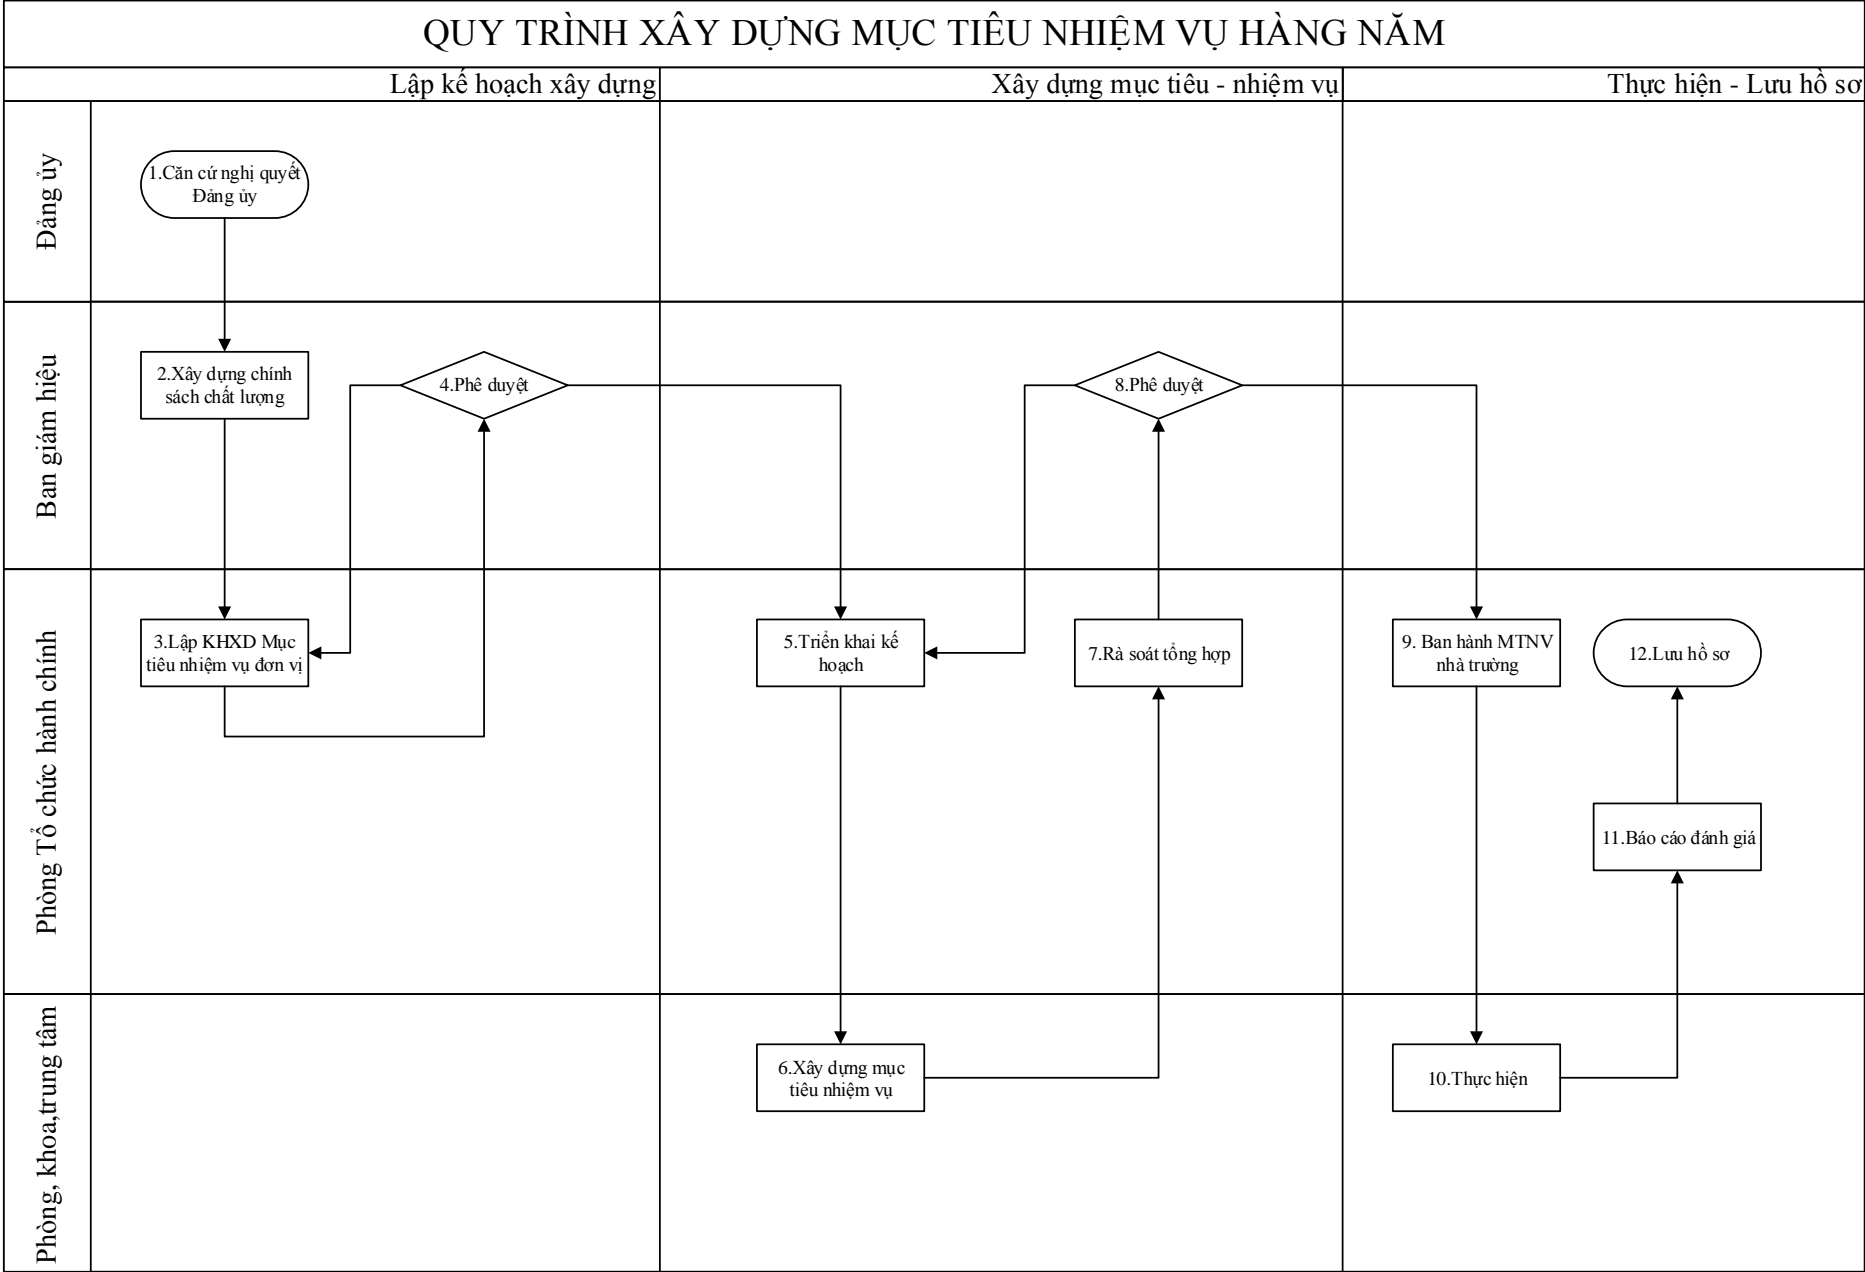 QUY TRÌNH XÂY DỰNG MỤC TIÊU NHIỆM VỤ HÀNG NĂM
Lập kế hoạch xây dựng
Xây dựng mục tiêu - nhiệm vụ
Thực hiện - Lưu hồ sơ
Đảng ủy
1.Căn cứ nghị quyết
Đảng ủy
Ban giám hiệu
2.Xây dựng chính
sách chất lượng
4.Phê duyệt
8.Phê duyệt
Phòng Tổ chức hành chính
3.Lập KHXD Mục
tiêu nhiệm vụ đơn vị
5.Triển khai kế
hoạch
7.Rà soát tổng hợp
9. Ban hành MTNV
nhà trường
12.Lưu hồ sơ
11.Báo cáo đánh giá
Phòng, khoa,trung tâm
6.Xây dựng mục
tiêu nhiệm vụ
10.Thực hiện